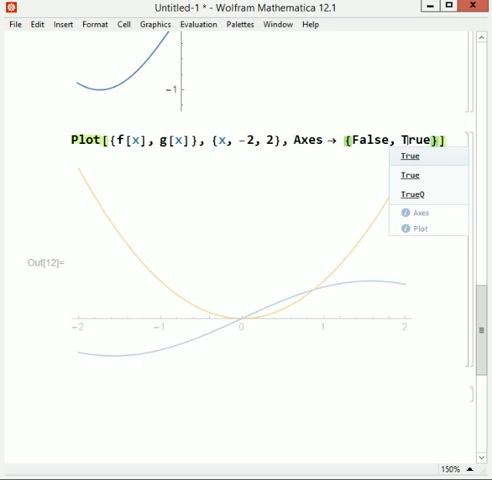 Untitled-1 * - Wolfram Mathematica 12.1
File Edit Insert Format Cell Graphics Evaluation Palettes Window Help
-1
Plot[{f[x], g[x]}, {x, -2, 2}, Axes → {False, True}]
True
True
TrueQ
Axes
Plot
Out[12]=
-2 -1 0 1 2
150%